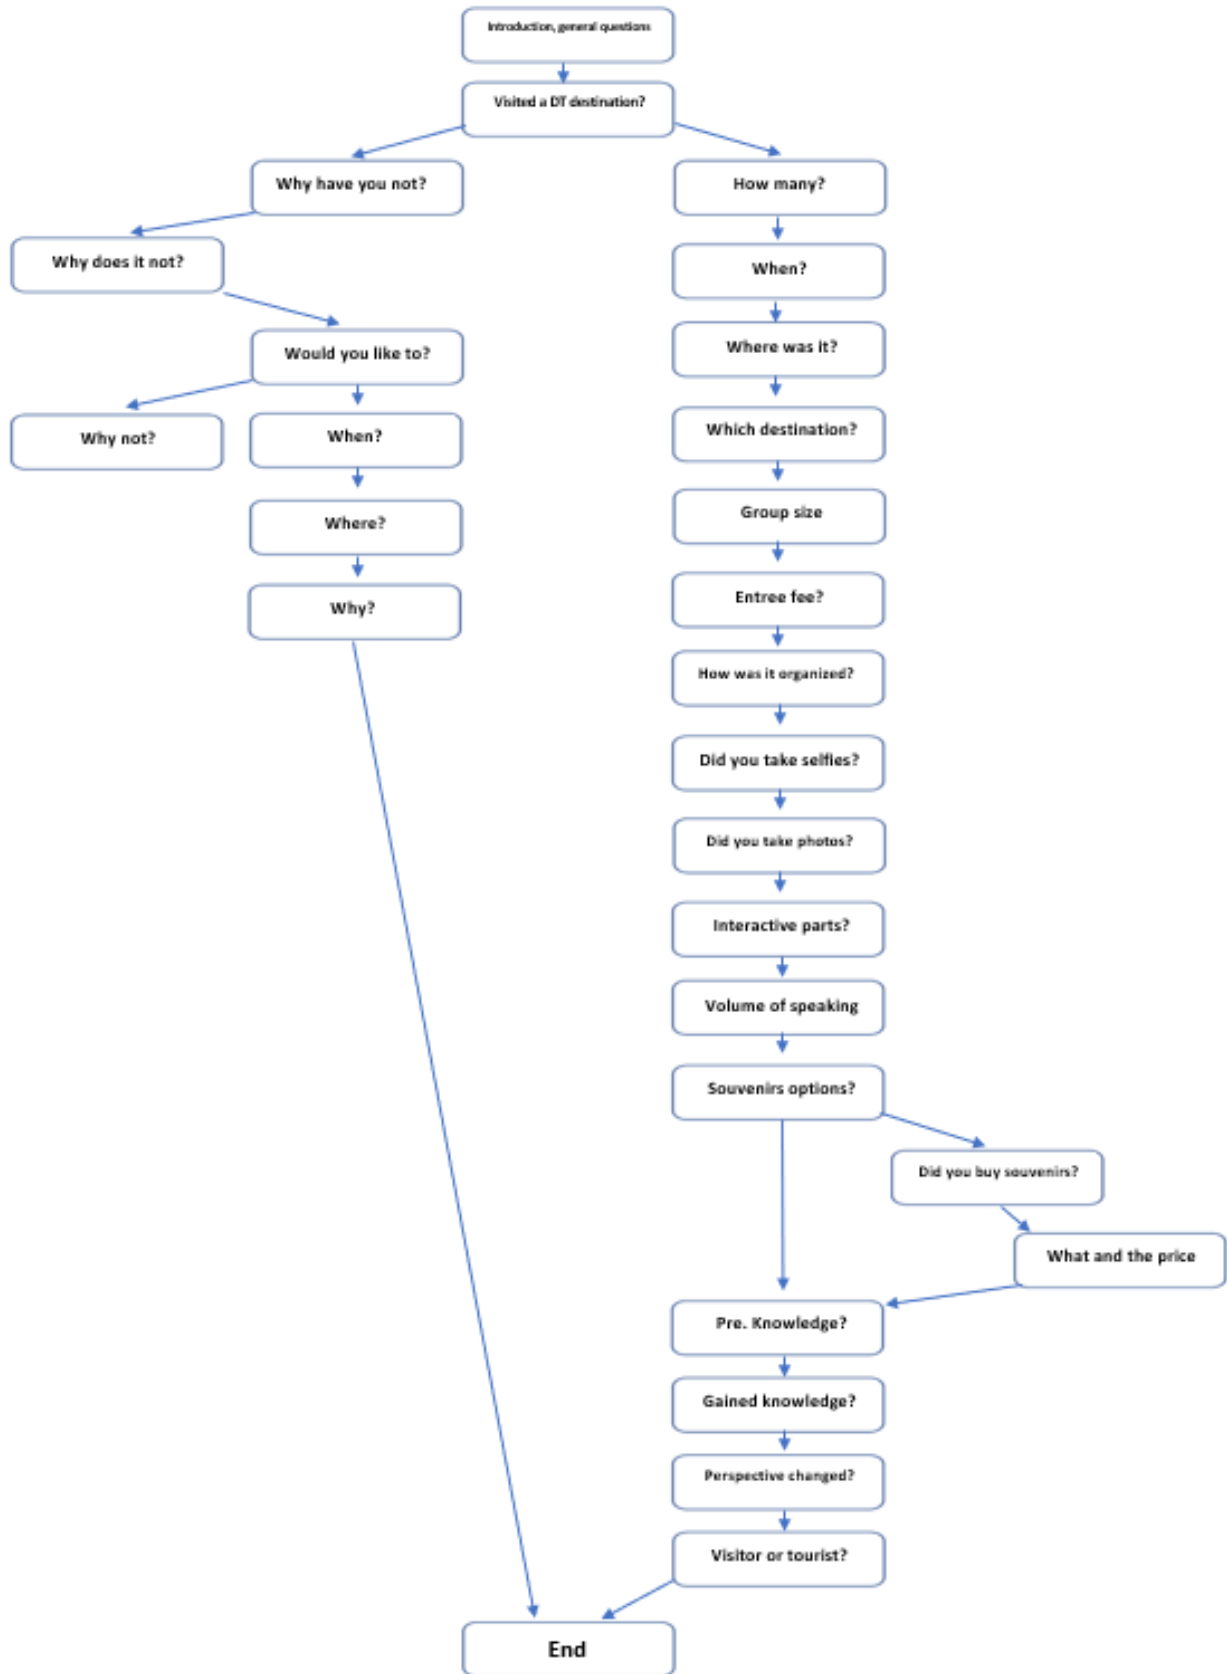 Introduction, general questions
Visited a DT destination?
Why have you not?
How many?
Why does it not?
When?
Would you like to?
Where was it?
Why not?
When?
Which destination?
Where?
Group size
Why?
Entree fee?
How was it organized?
Did you take selfies?
Did you take photos?
Interactive parts?
Volume of speaking
Souvenirs options?
Did you buy souvenirs?
What and the price
Pre. Knowledge?
Gained knowledge?
Perspective changed?
Visitor or tourist?
End